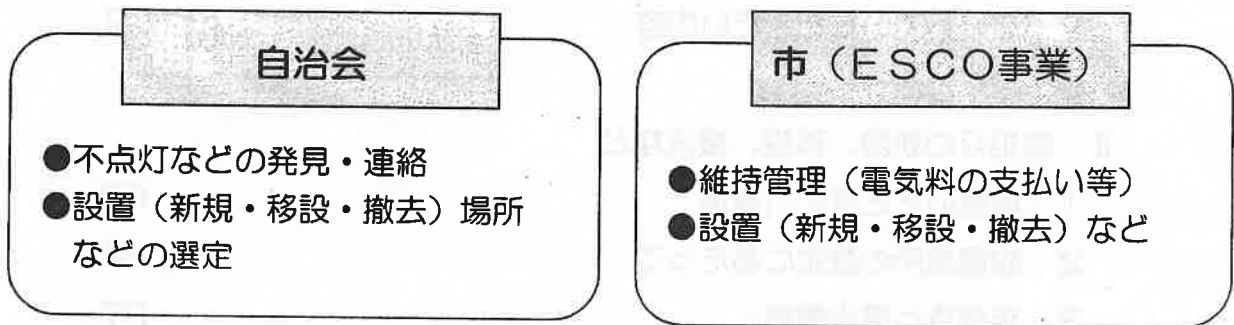 自治会
●不点灯などの発見・連絡
●設置（新規・移設・撤去）場所
などの選定
市（ＥＳＣＯ事業）
●維持管理（電気料の支払い等）
●設置（新規・移設・撤去）など